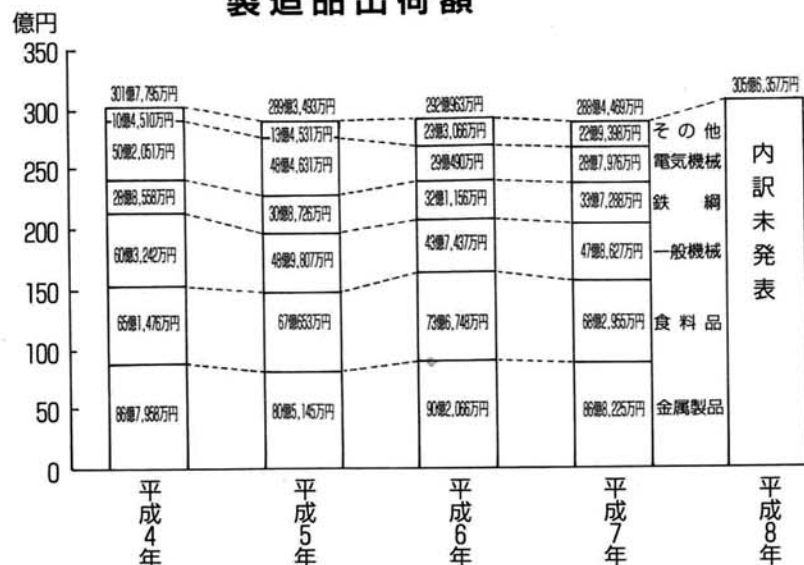 製造品出荷額
億円
350
300
250
200
150
100
50
0
301億7,795万円
10億4,510万円
50億2,051万円
28億8,558万円
60億3,242万円
65億1,476万円
86億7,958万円
平成4年
289億3,493万円
13億4,531万円
48億4,631万円
30億8,726万円
48億9,807万円
67億653万円
80億5,145万円
平成5年
292億963万円
23億3,066万円
29億490万円
32億1,156万円
43億7,437万円
73億6,748万円
90億2,066万円
平成6年
288億4,469万円
22億9,398万円
28億7,976万円
33億7,288万円
47億8,627万円
68億2,955万円
86億8,225万円
平成7年
その他
電気機械
鉄綱
一般機械
食料品
金属製品
305億6,357万円
内訳未発表
平成8年